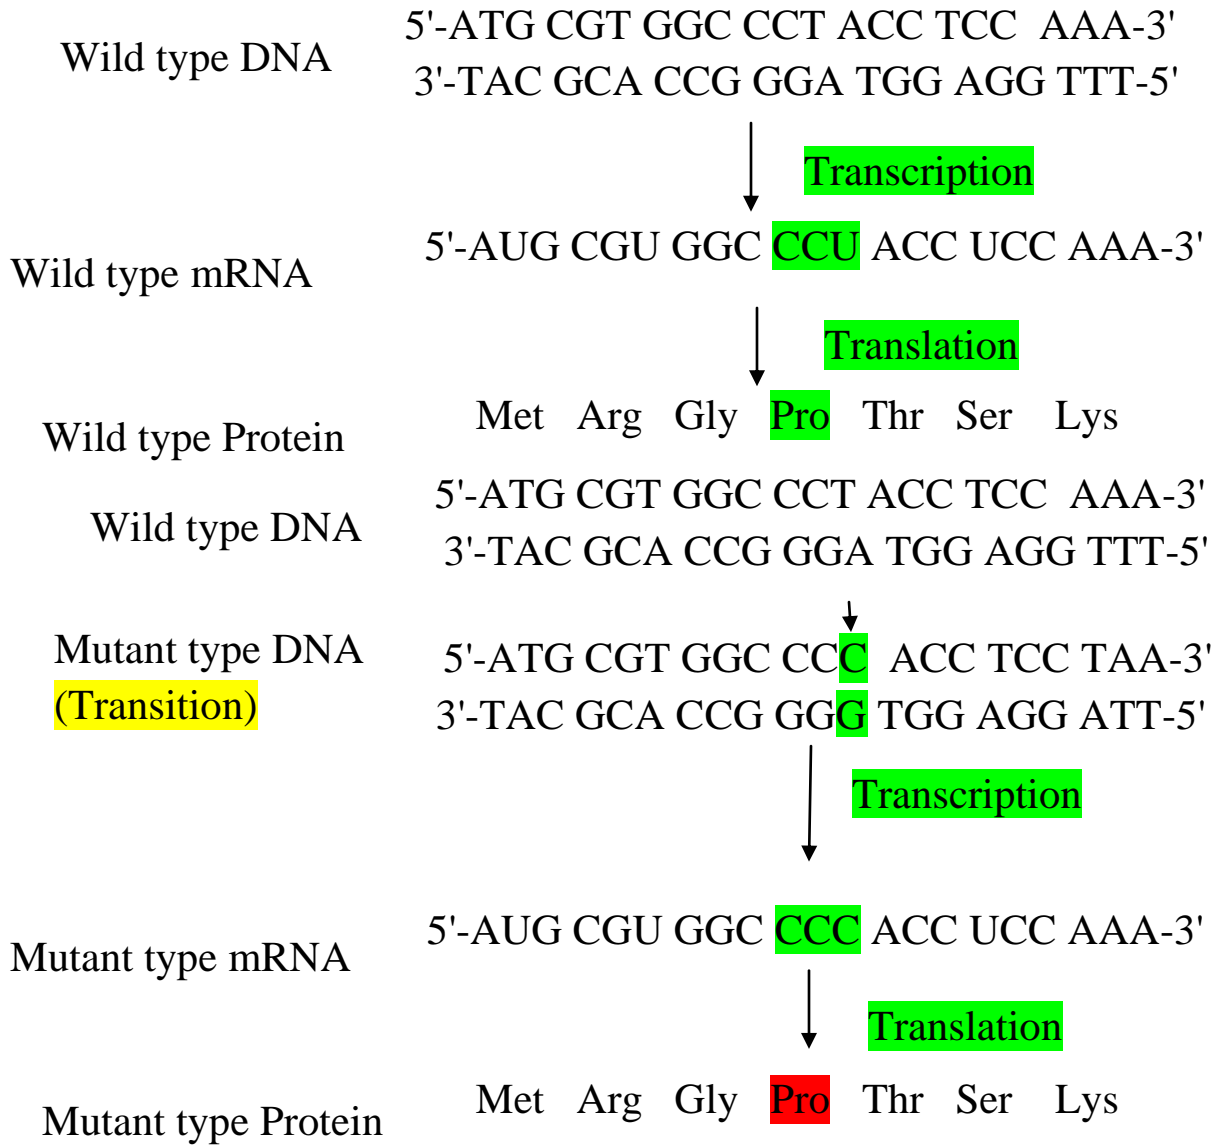 5'-ATG CGT GGC CCT ACC TCC AAA-3'
Wild type DNA
3'-TAC GCA CCG GGA TGG AGG TTT-5'
Transcription
5'-AUG CGU GGC CCU ACC UCC AAA-3'
Wild type mRNA
Translation
Met Arg Gly Pro Thr Ser Lys
Wild type Protein
5'-ATG CGT GGC CCT ACC TCC AAA-3'
Wild type DNA
3'-TAC GCA CCG GGA TGG AGG TTT-5'
Mutant type DNA
5'-ATG CGT GGC CCC ACC TCC TAA-3'
(Transition)
3'-TAC GCA CCG GGG TGG AGG ATT-5'
Transcription
5'-AUG CGU GGC CCC ACC UCC AAA-3'
Mutant type mRNA
Translation
Met Arg Gly Pro Thr Ser Lys
Mutant type Protein